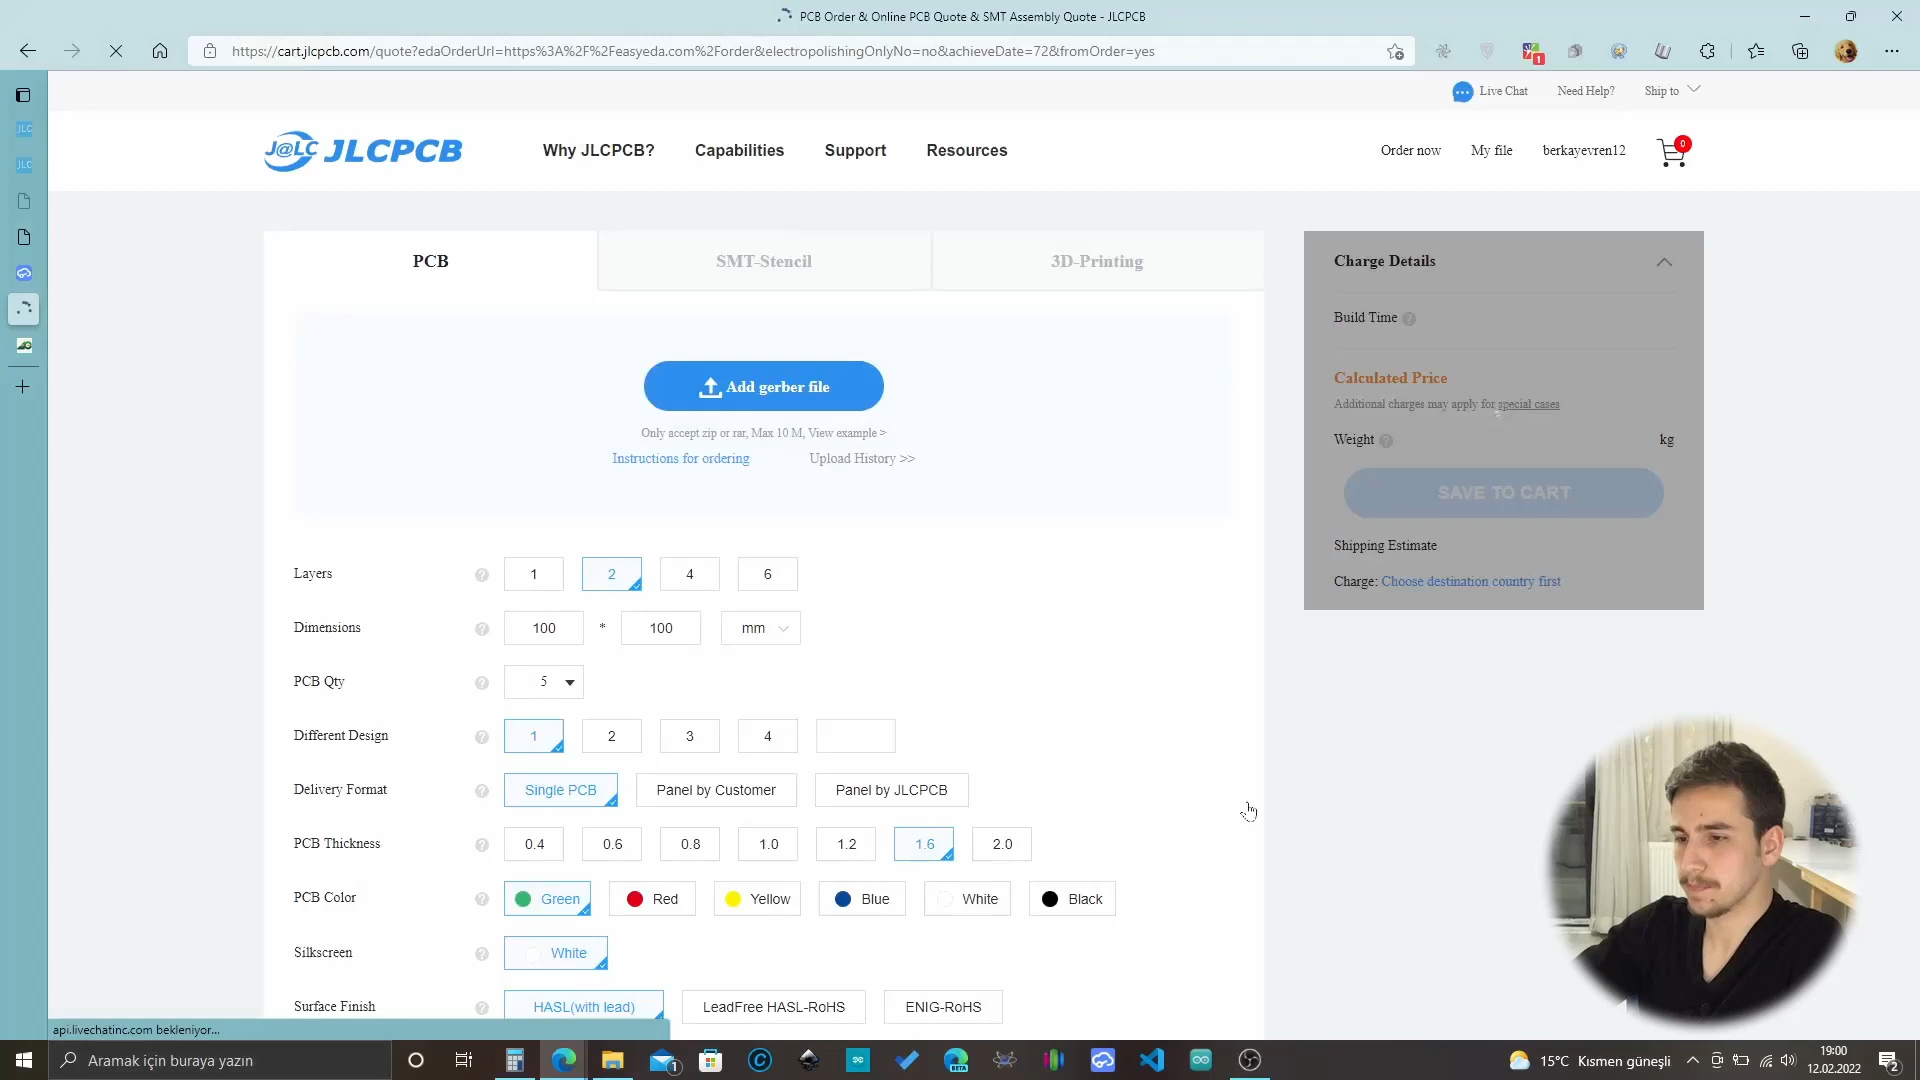 PCB Order & Online PCB Quote & SMT Assembly Quote - JLCPCB
https://cart.jlcpcb.com/quote?edaOrderUrl=https%3A%2F%2Feasyeda.com%2Forder&electropolishingOnlyNo=no&achieveDate=72&fromOrder=yes
1
JLC
JLC
Live Chat Need Help? Ship to
J@LC JLCPCB
Why JLCPCB? Capabilities Support Resources
Order now My file berkayevren12 0
PCB SMT-Stencil 3D-Printing
Add gerber file
Only accept zip or rar, Max 10 M, View example >
Instructions for ordering Upload History >>
Charge Details
Build Time ?
Calculated Price
Additional charges may apply for special cases
Weight ? kg
SAVE TO CART
Shipping Estimate
Charge: Choose destination country first
Layers ? 1 2 4 6
Dimensions ? 100 * 100 mm
PCB Qty ? 5
Different Design ? 1 2 3 4
Delivery Format ? Single PCB Panel by Customer Panel by JLCPCB
PCB Thickness ? 0.4 0.6 0.8 1.0 1.2 1.6 2.0
PCB Color ? Green Red Yellow Blue White Black
Silkscreen ? White
Surface Finish ? HASL(with lead) LeadFree HASL-RoHS ENIG-RoHS
api.livechatinc.com bekleniyor...
Aramak için buraya yazın
1
BETA
15°C Kısmen güneşli
19:00
12.02.2022
2